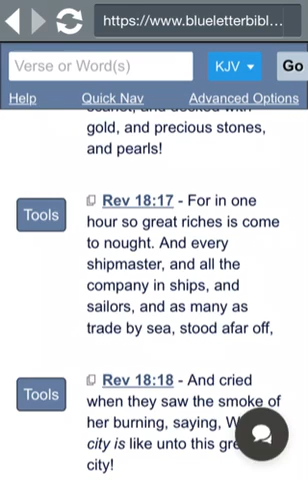 https://www.blueletterbibl...
Verse or Word(s)
KJV
Go
Help Quick Nav Advanced Options
gold, and precious stones,
and pearls!
Tools
Rev 18:17 - For in one
hour so great riches is come
to nought. And every
shipmaster, and all the
company in ships, and
sailors, and as many as
trade by sea, stood afar off,
Tools
Rev 18:18 - And cried
when they saw the smoke of
her burning, saying,
city is like unto this
city!